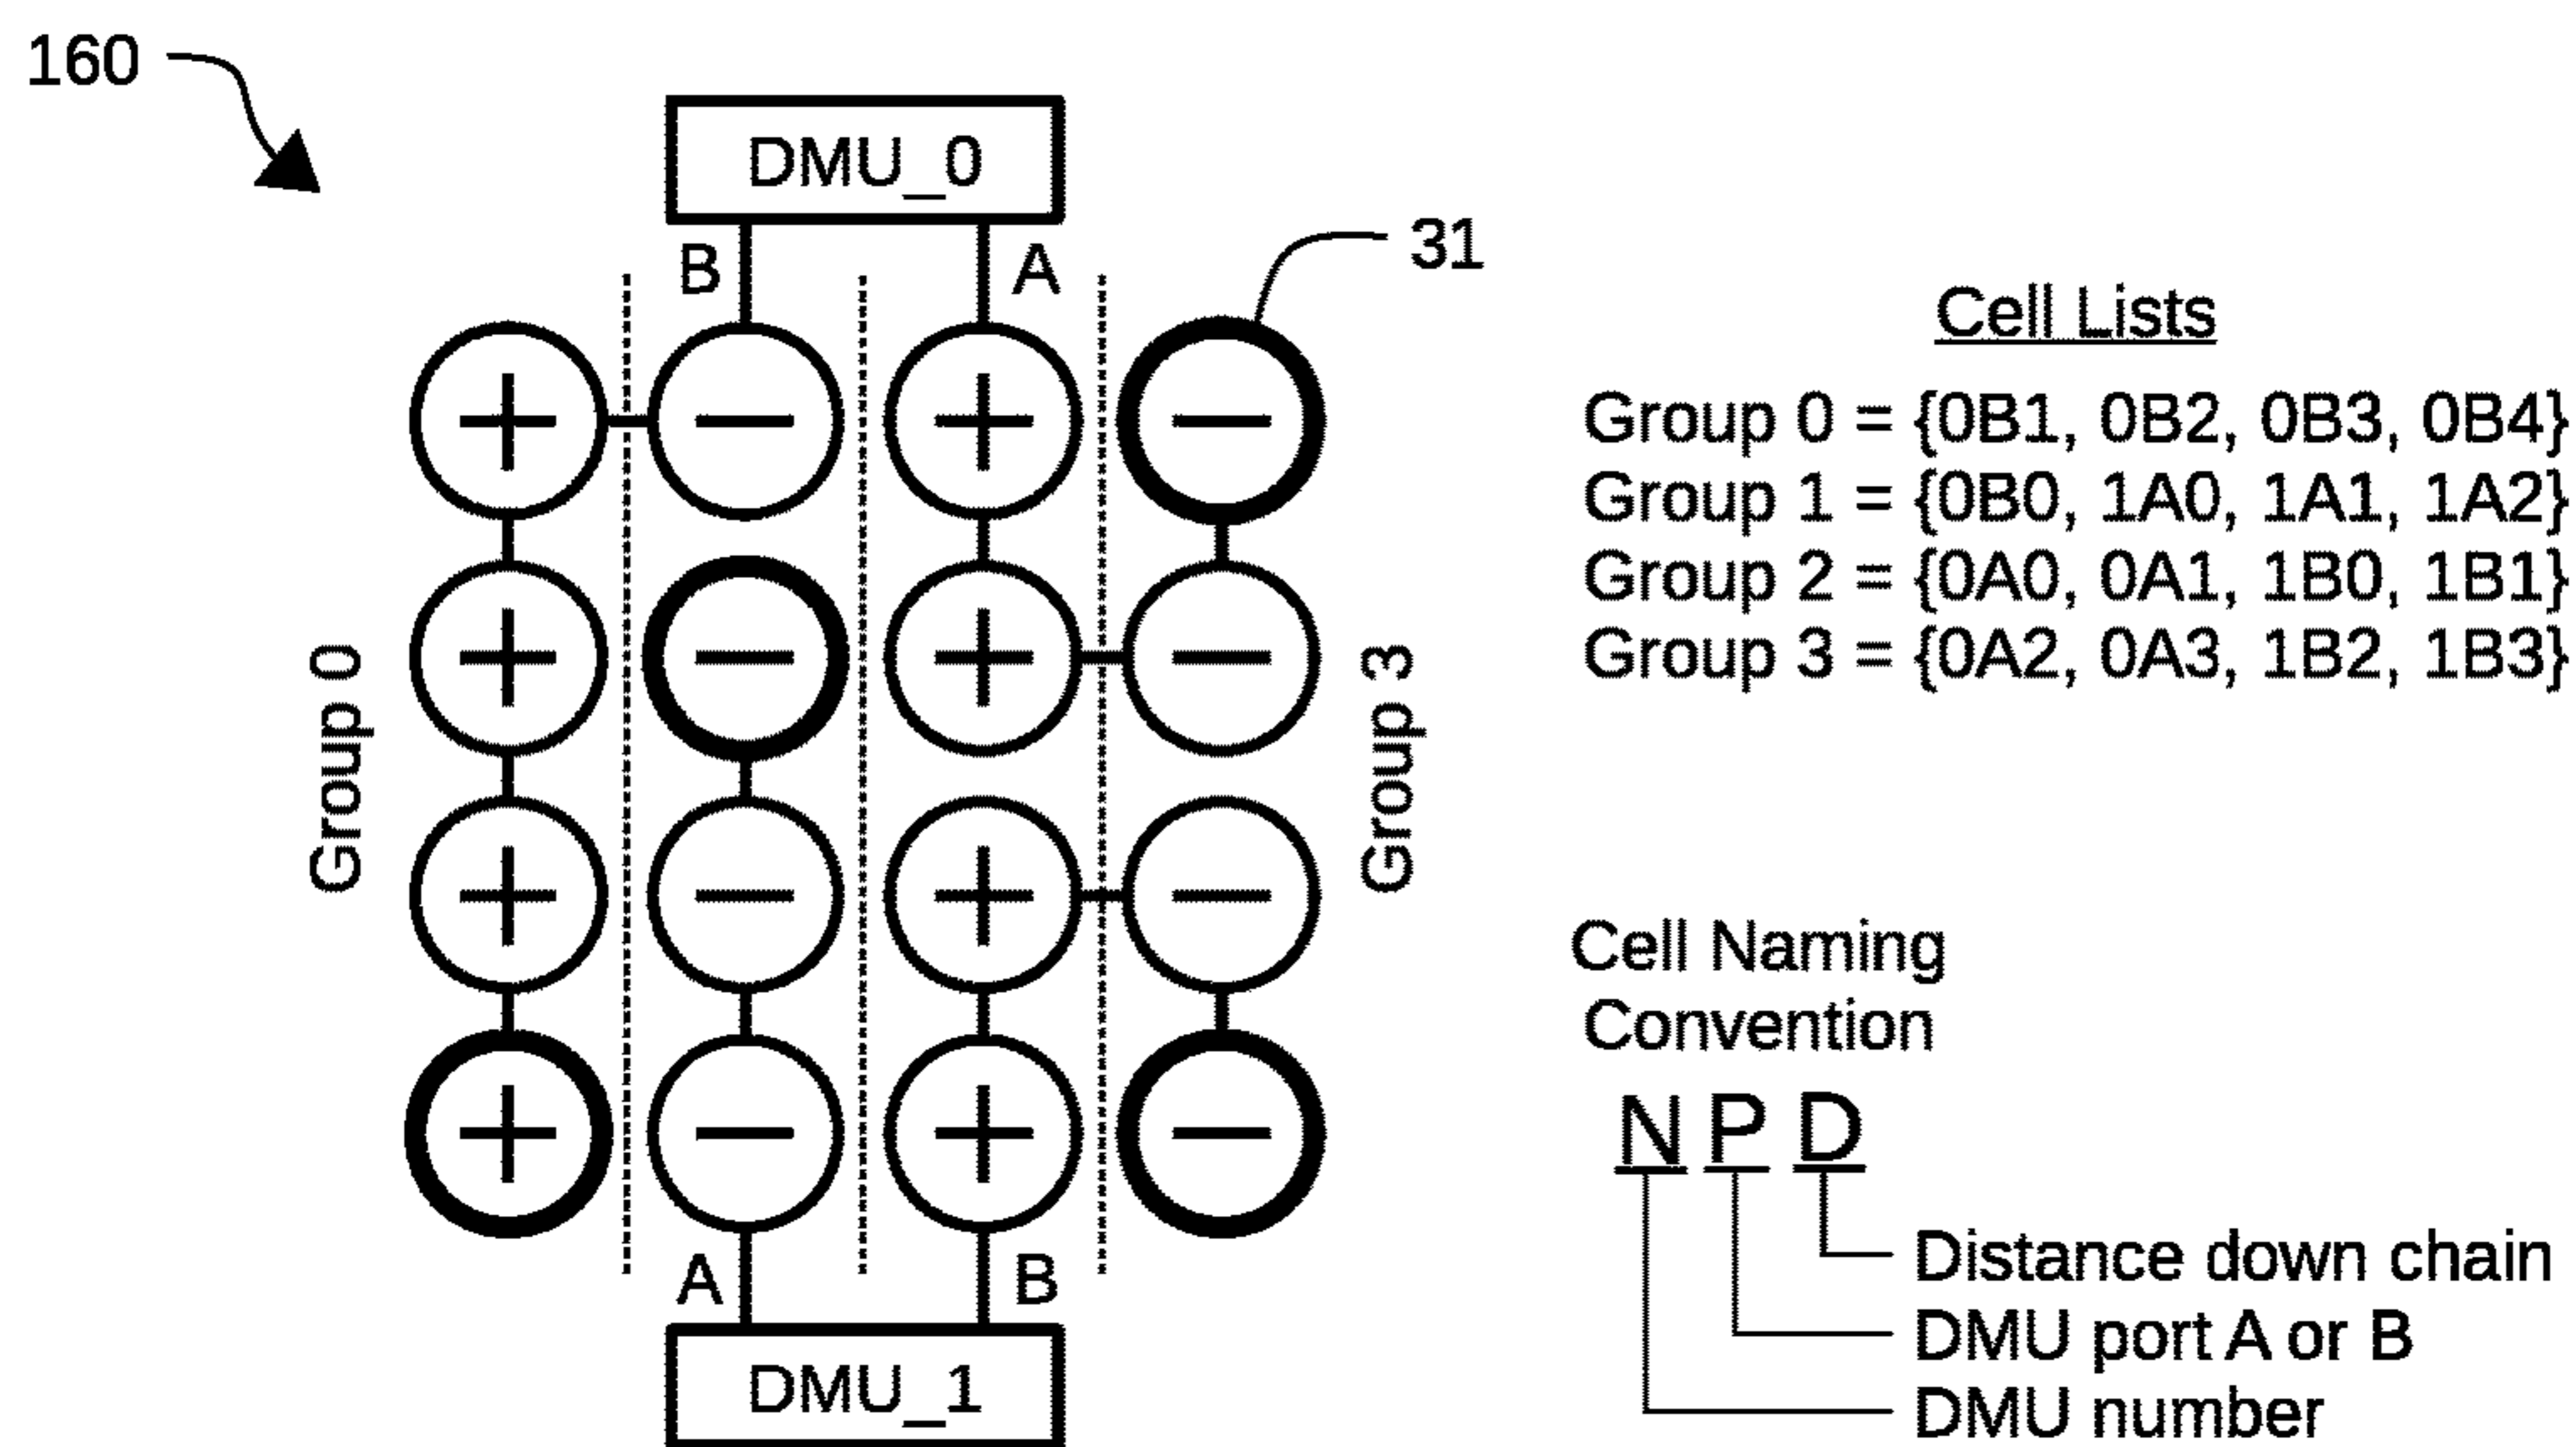 160
DMU_0
B
A
31
Group 0
Group 3
A
B
DMU_1
Cell Lists
Group 0 = {0B1, 0B2, 0B3, 0B4}
Group 1 = {0B0, 1A0, 1A1, 1A2}
Group 2 = {0A0, 0A1, 1B0, 1B1}
Group 3 = {0A2, 0A3, 1B2, 1B3}
Cell Naming
Convention
N P D
Distance down chain
DMU port A or B
DMU number